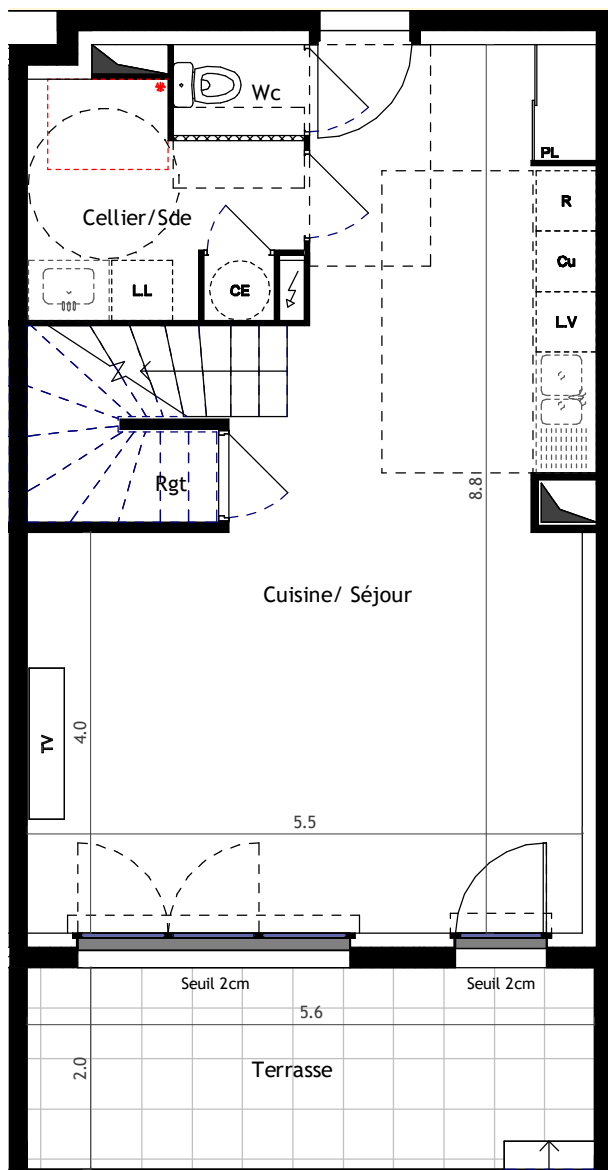 Wc
PL
R
Cellier/Sde
Cu
LL
CE
L.V
Rgt
8.8
Cuisine/ Séjour
TV
4.0
5.5
Seuil 2cm
Seuil 2cm
5.6
2.0
Terrasse